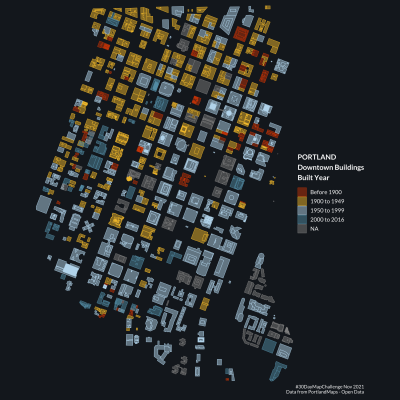 PORTLAND
Downtown Buildings
Built Year
Before 1900
1900 to 1949
1950 to 1999
2000 to 2016
NA
#30DayMapChallenge Nov 2021
Data from PortlandMaps - Open Data